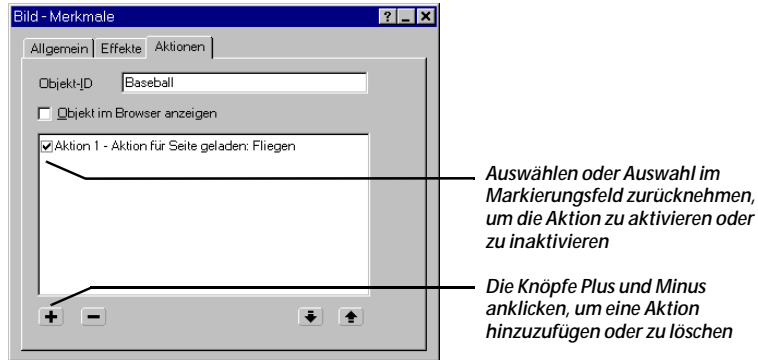 Bild - Merkmale
Allgemein Effekte Aktionen
Objekt-ID Baseball
Objekt im Browser anzeigen
Aktion 1 - Aktion für Seite geladen: Fliegen
Auswählen oder Auswahl im
Markierungsfeld zurücknehmen,
um die Aktion zu aktivieren oder
zu inaktivieren
Die Knöpfe Plus und Minus
anklicken, um eine Aktion
hinzuzufügen oder zu löschen